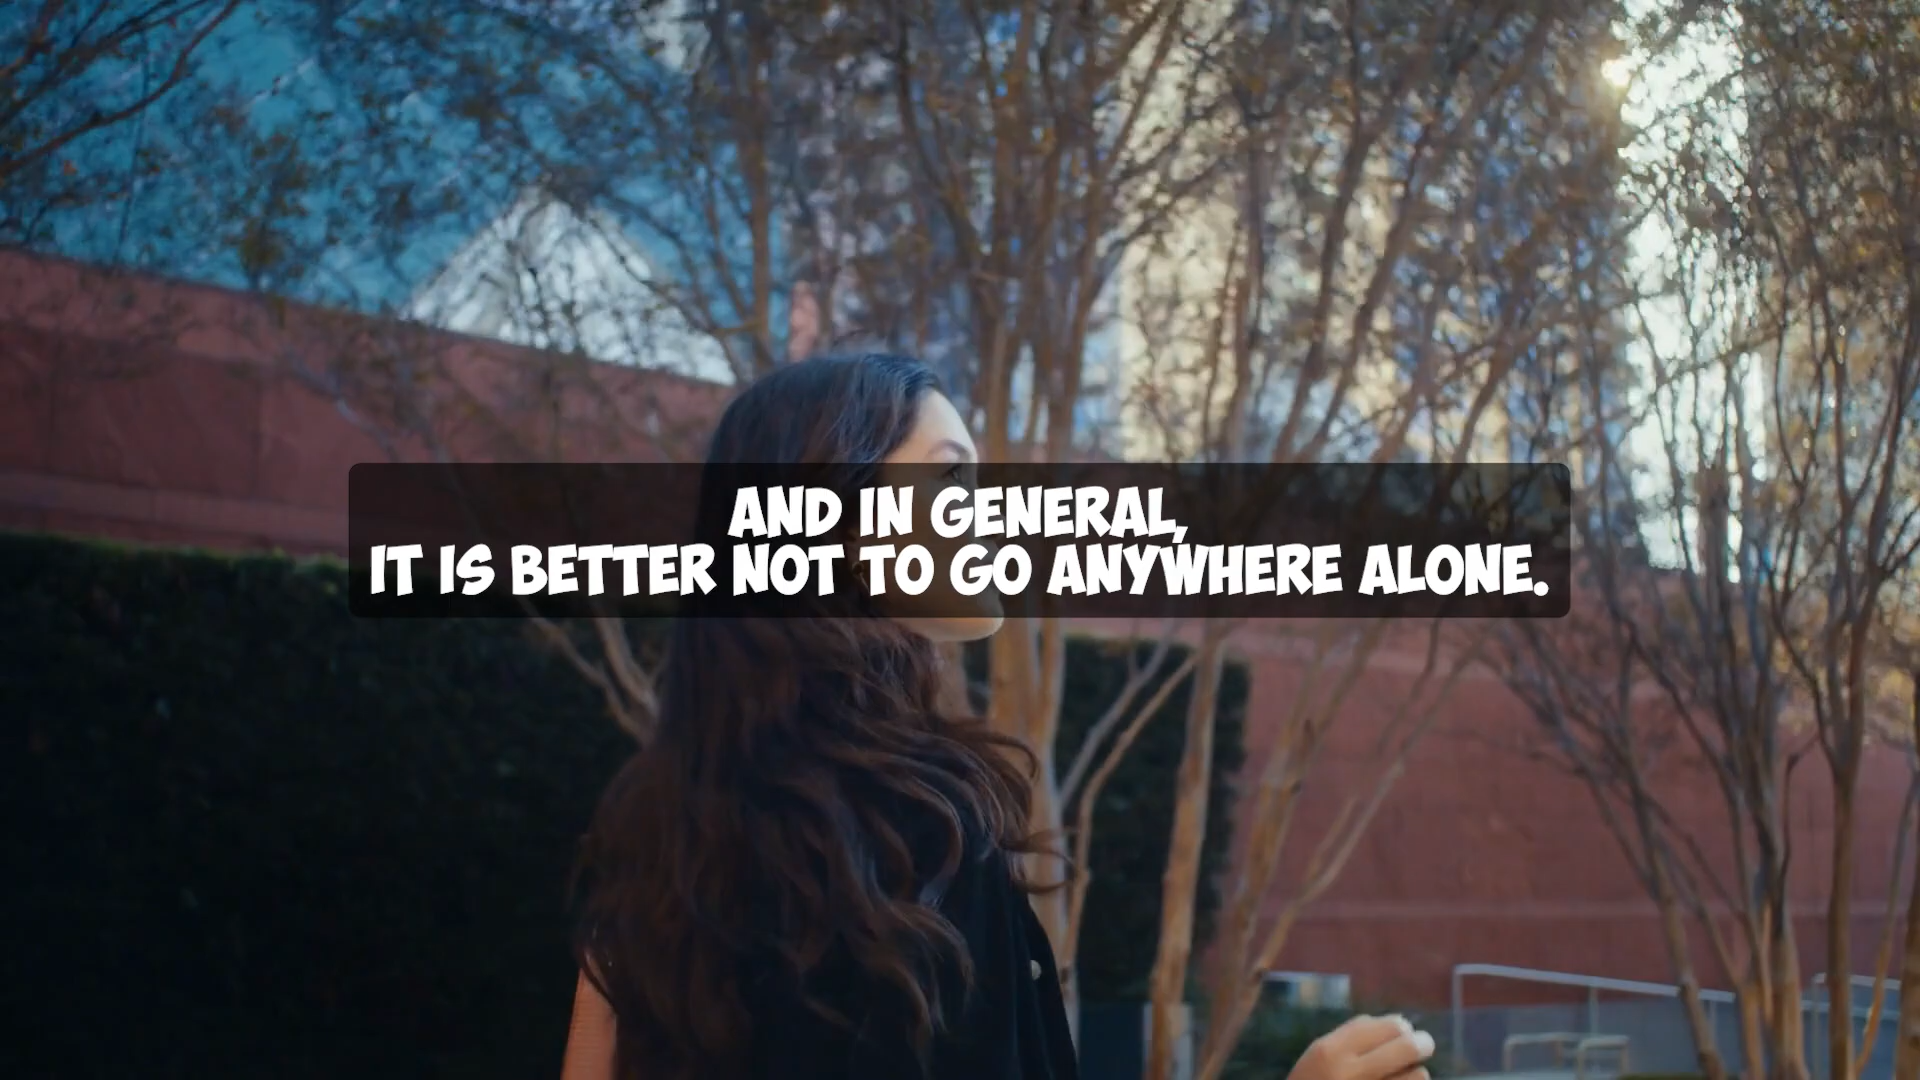 AND IN GENERAL,
IT IS BETTER NOT TO GO ANYWHERE ALONE.